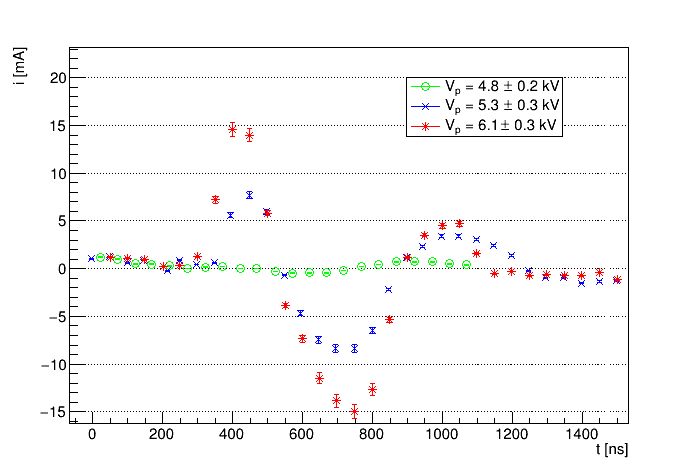 i [mA]
20
15
10
5
0
−5
−10
−15
V_p = 4.8 ± 0.2 kV
V_p = 5.3 ± 0.3 kV
V_p = 6.1 ± 0.3 kV
0 200 400 600 800 1000 1200 1400
t [ns]